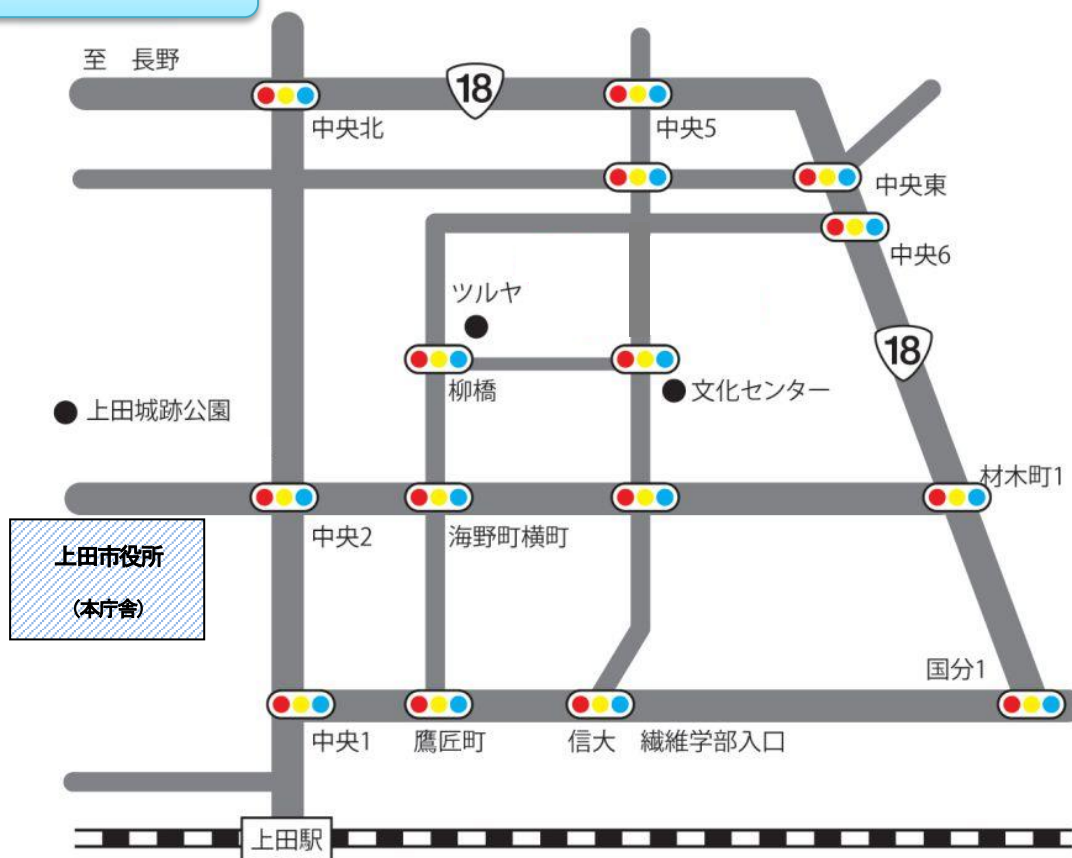 至 長野
18
中央北
中央5
中央東
中央6
ツルヤ
18
柳橋
文化センター
上田城跡公園
材木町1
中央2
海野町横町
上田市役所
(本庁舎)
国分1
中央1
鷹匠町
信大 繊維学部入口
上田駅